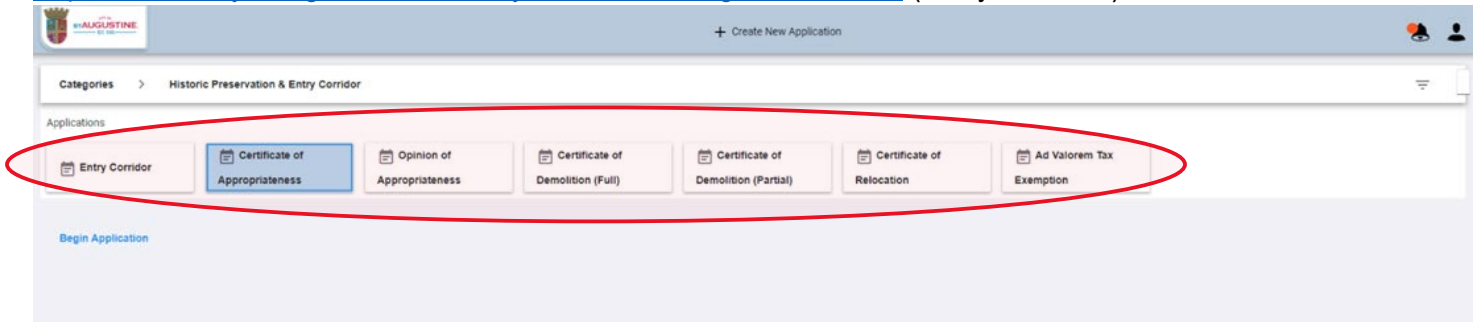 ST AUGUSTINE
+ Create New Application
Categories > Historic Preservation & Entry Corridor
Applications
Entry Corridor
Certificate of
Appropriateness
Opinion of
Appropriateness
Certificate of
Demolition (Full)
Certificate of
Demolition (Partial)
Certificate of
Relocation
Ad Valorem Tax
Exemption
Begin Application